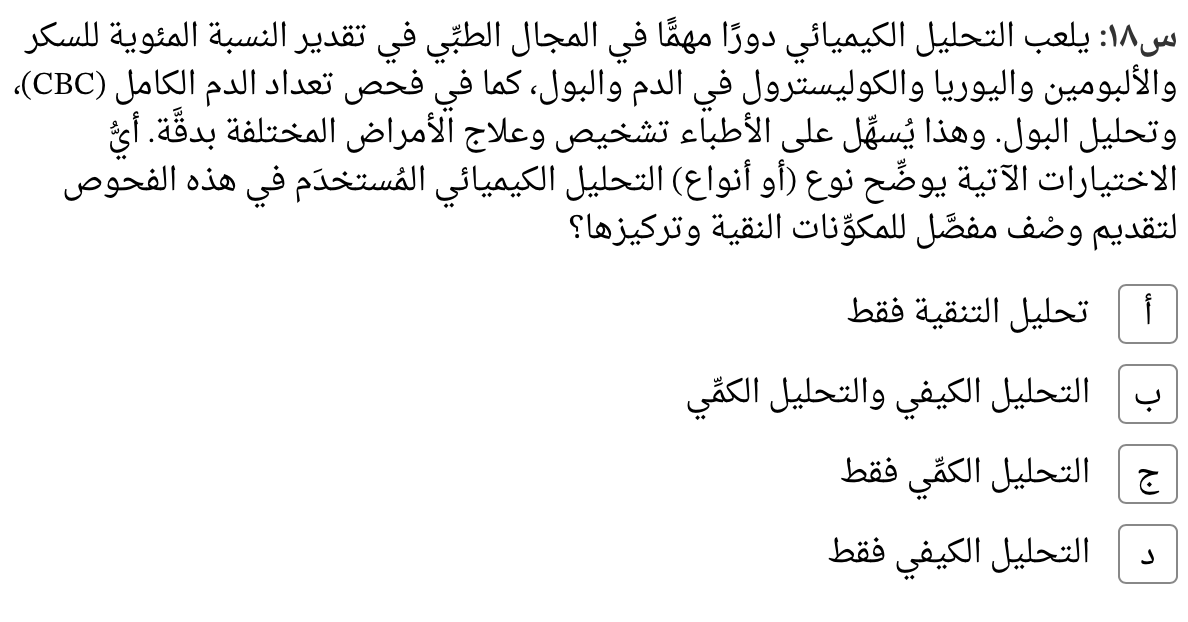 س١٨: يلعب التحليل الكيميائي دورًا مهمًّا في المجال الطبِّي في تقدير النسبة المئوية للسكر
والألبومين واليوريا والكوليسترول في الدم والبول، كما في فحص تعداد الدم الكامل (CBC)،
وتحليل البول. وهذا يُسهِّل على الأطباء تشخيص وعلاج الأمراض المختلفة بدقَّة. أيُّ
الاختيارات الآتية يوضِّح نوع (أو أنواع) التحليل الكيميائي المُستخدَم في هذه الفحوص
لتقديم وصْف مفصَّل للمكوِّنات النقية وتركيزها؟
أ تحليل التنقية فقط
ب التحليل الكيفي والتحليل الكمِّي
ج التحليل الكمِّي فقط
د التحليل الكيفي فقط